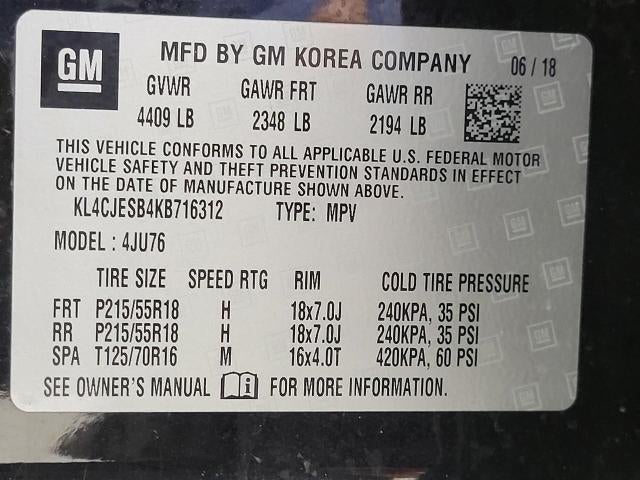 GM MFD BY GM KOREA COMPANY 06 / 18
GVWR GAWR FRT GAWR RR
4409 LB 2348 LB 2194 LB
THIS VEHICLE CONFORMS TO ALL APPLICABLE U.S. FEDERAL MOTOR
VEHICLE SAFETY AND THEFT PREVENTION STANDARDS IN EFFECT
ON THE DATE OF MANUFACTURE SHOWN ABOVE.
KL4CJESB4KB716312 TYPE: MPV
MODEL : 4JU76
TIRE SIZE SPEED RTG RIM COLD TIRE PRESSURE
FRT P215/55R18 H 18x7.0J 240KPA, 35 PSI
RR P215/55R18 H 18x7.0J 240KPA, 35 PSI
SPA T125/70R16 M 16x4.0T 420KPA, 60 PSI
SEE OWNER'S MANUAL i FOR MORE INFORMATION.